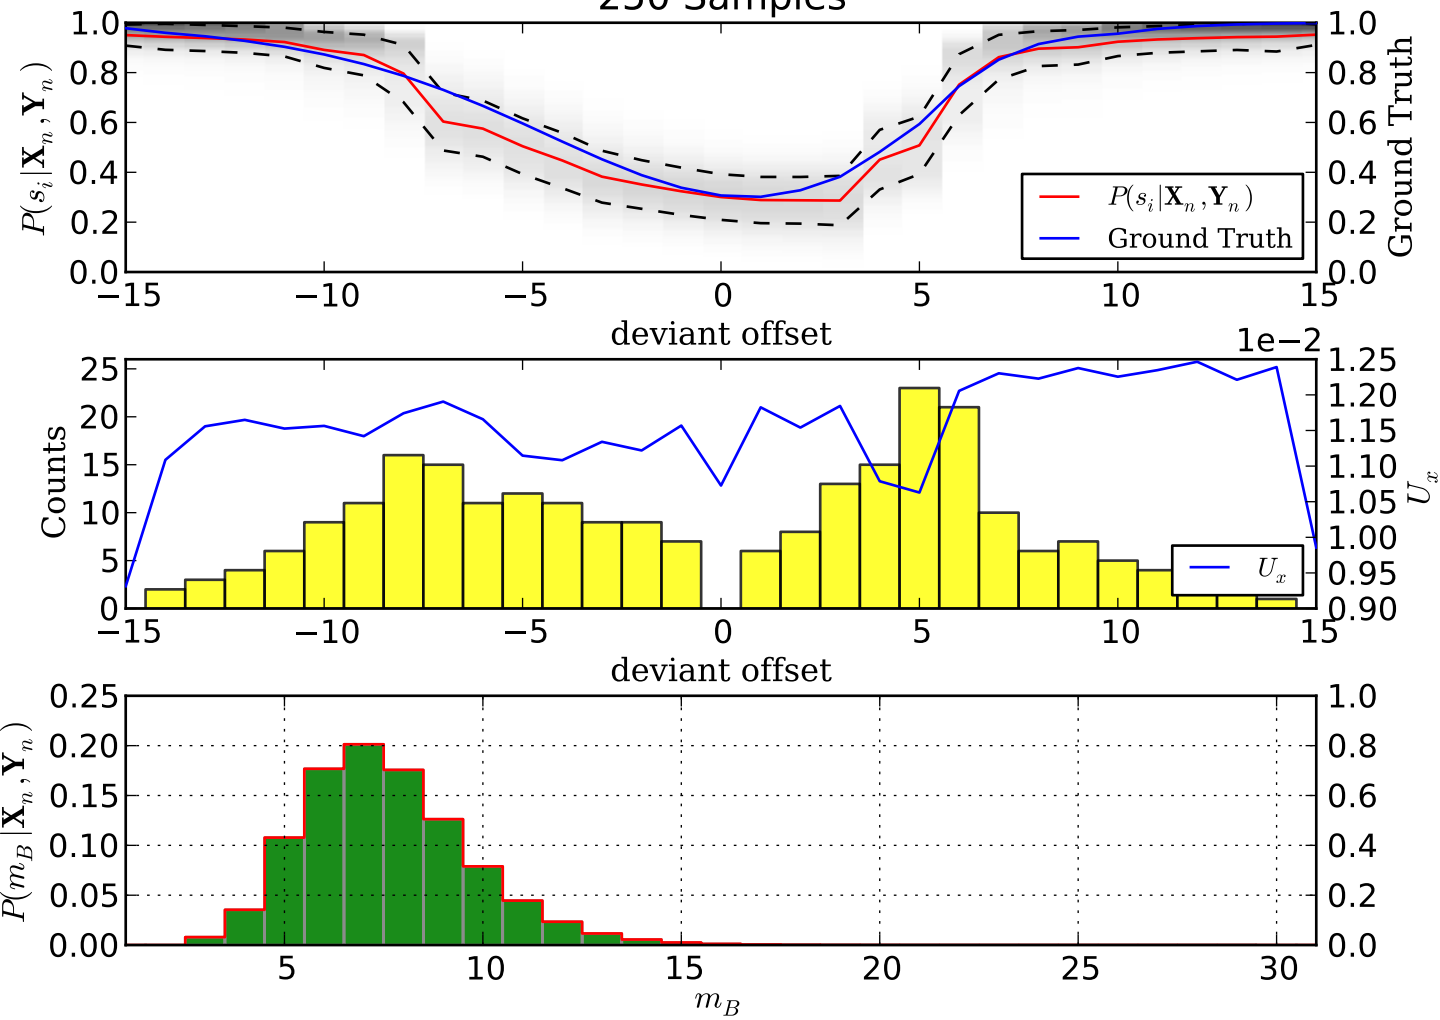 250 Samples
1.0 0.8 0.6 0.4 0.2 0.0
P(s_i|X_n,Y_n)
1.0 0.8 0.6 0.4 0.2 0.0
Ground Truth
P(s_i|X_n,Y_n)
Ground Truth
−15 −10 −5 0 5 10 15
deviant offset
1e−2
25 20 15 10 5 0
Counts
1.25 1.20 1.15 1.10 1.05 1.00 0.95 0.90
U_x
U_x
−15 −10 −5 0 5 10 15
deviant offset
0.25 0.20 0.15 0.10 0.05 0.00
P(m_B|X_n,Y_n)
1.0 0.8 0.6 0.4 0.2 0.0
5 10 15 20 25 30
m_B